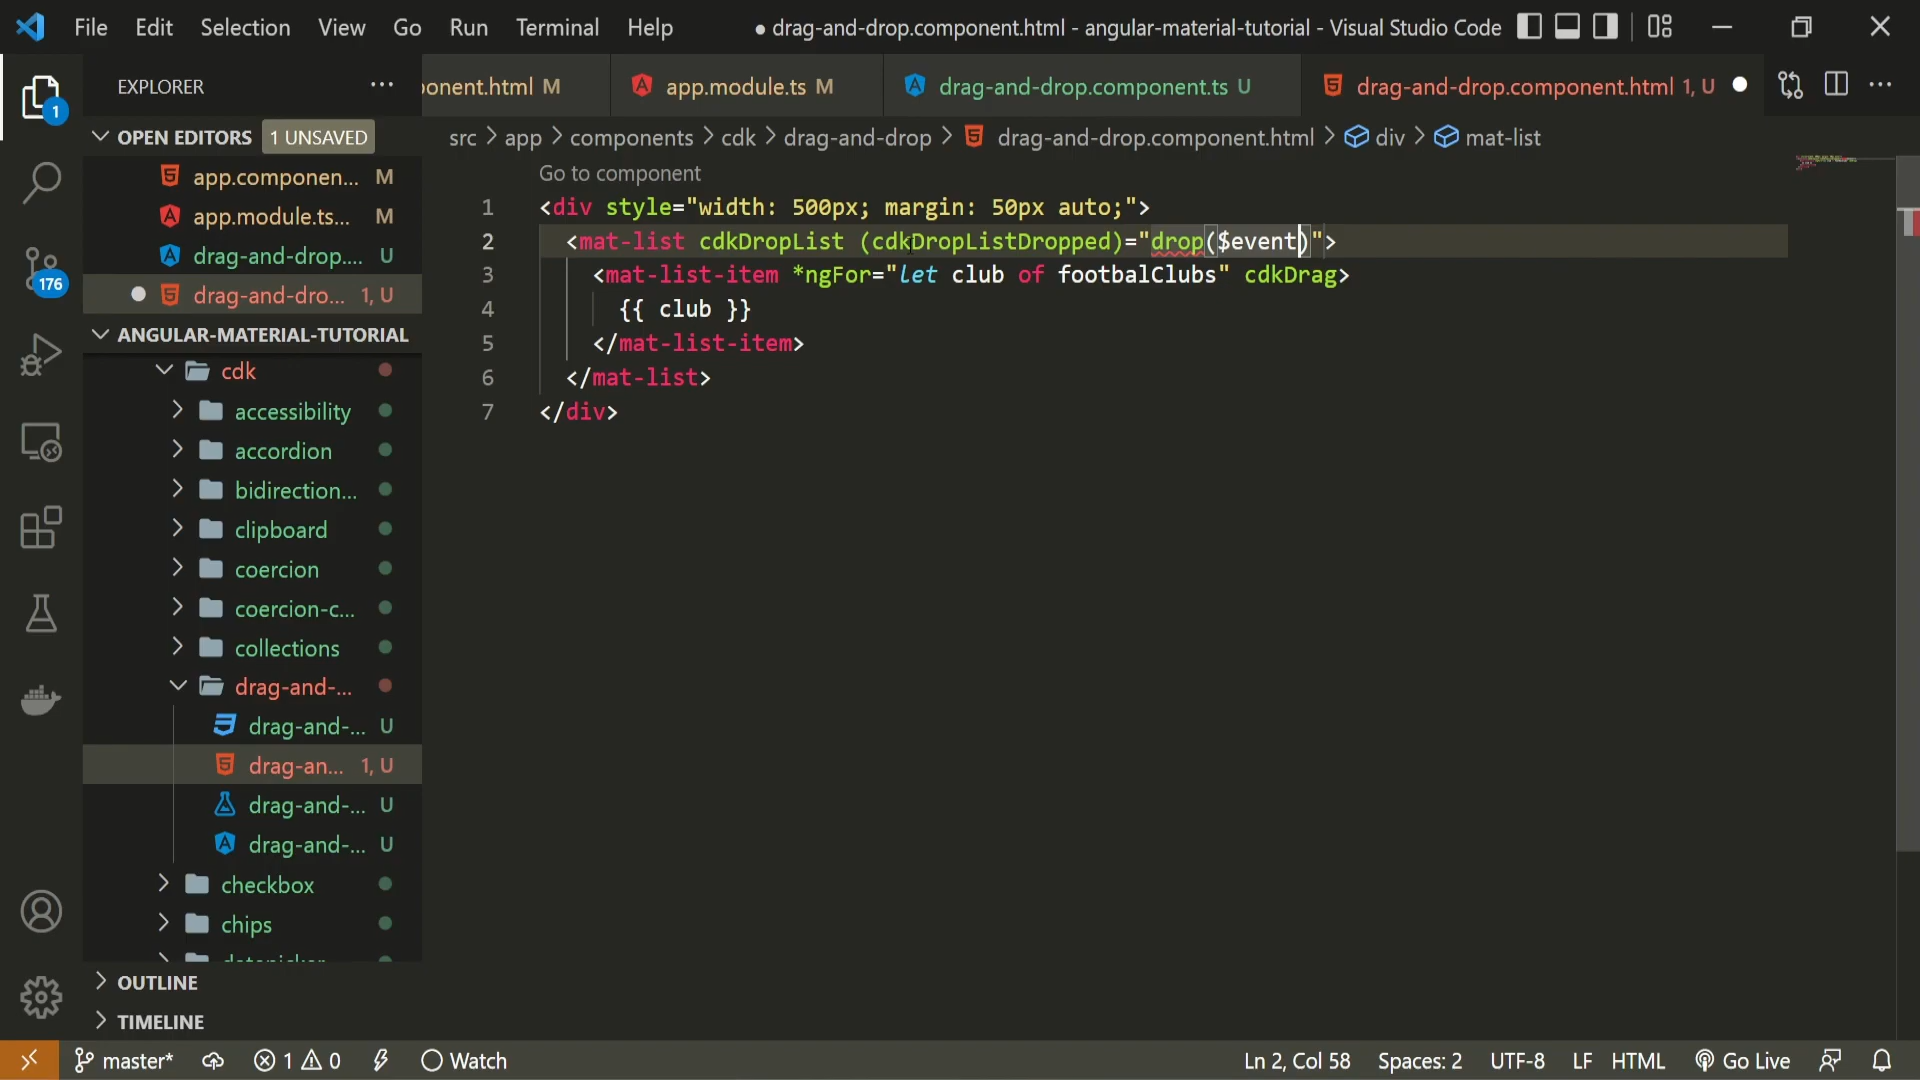 File Edit Selection View Go Run Terminal Help
● drag-and-drop.component.html - angular-material-tutorial - Visual Studio Code
EXPLORER ···
ponent.html M
app.module.ts M
drag-and-drop.component.ts U
drag-and-drop.component.html 1, U
1
OPEN EDITORS 1 UNSAVED
src > app > components > cdk > drag-and-drop > drag-and-drop.component.html > div > mat-list
app.componen... M
app.module.ts... M
drag-and-drop.... U
drag-and-dro... 1, U
176
ANGULAR-MATERIAL-TUTORIAL
cdk
accessibility
accordion
bidirection...
clipboard
coercion
coercion-c...
collections
drag-and-...
drag-and-... U
drag-an... 1, U
drag-and-... U
drag-and-... U
checkbox
chips
datepicker
OUTLINE
TIMELINE
Go to component
1 <div style="width: 500px; margin: 50px auto;">
2 <mat-list cdkDropList (cdkDropListDropped)="drop($event)">
3 <mat-list-item *ngFor="let club of footbalClubs" cdkDrag>
4 {{ club }}
5 </mat-list-item>
6 </mat-list>
7 </div>
master* 1 0 Watch
Ln 2, Col 58 Spaces: 2 UTF-8 LF HTML Go Live